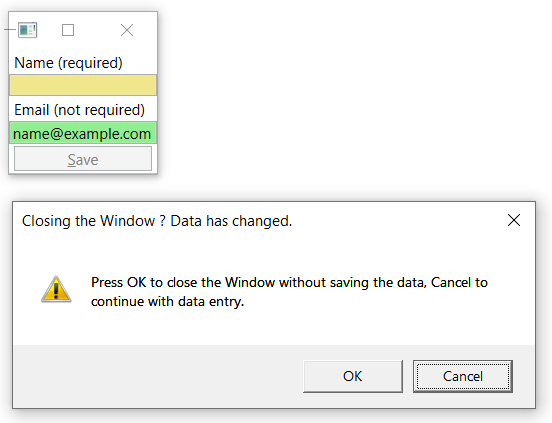 Name (required)
Email (not required)
name@example.com
Save
Closing the Window ? Data has changed.
Press OK to close the Window without saving the data, Cancel to
continue with data entry.
OK
Cancel